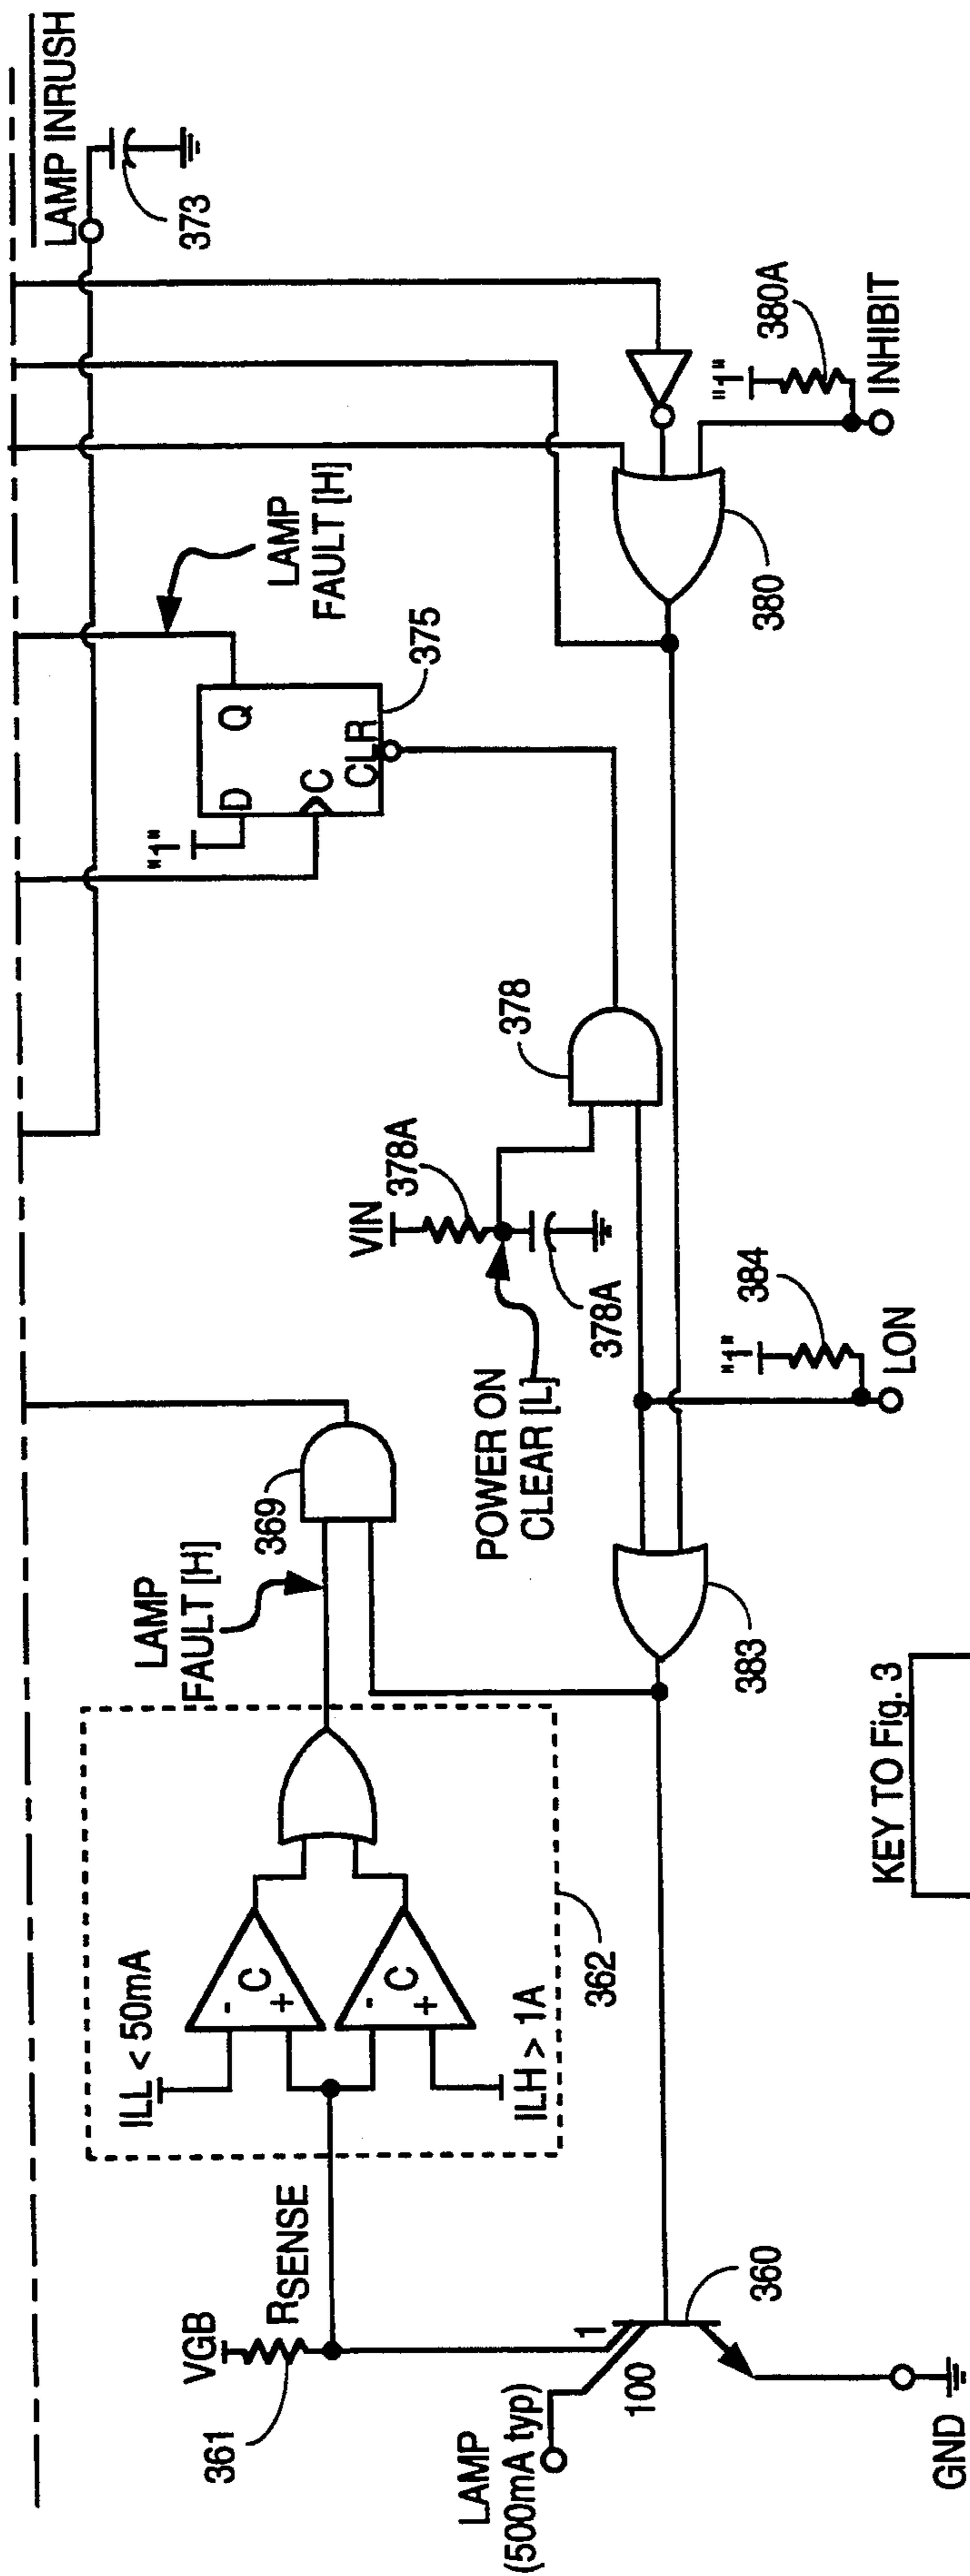 LAMP INRUSH
373
LAMP
FAULT [H]
"1"
D
Q
C
CLR
375
"1"
380A
INHIBIT
380
378
VIN
378A
378A
POWER ON
CLEAR [L]
"1"
384
LON
369
LAMP
FAULT [H]
383
ILL < 50mA
-
C
+
-
C
+
ILH > 1A
362
VGB
RSENSE
361
LAMP
(500mA typ)
1
100
360
GND
KEY TO Fig. 3